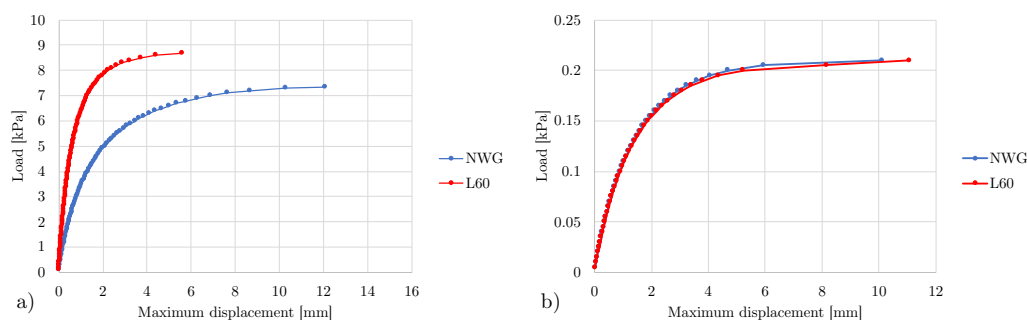 10
9
8
7
6
5
4
3
2
1
0
Load [kPa]
0 2 4 6 8 10 12 14 16
Maximum displacement [mm]
NWG
L60
a)
0.25
0.2
0.15
0.1
0.05
0
Load [kPa]
0 2 4 6 8 10 12
Maximum displacement [mm]
NWG
L60
b)